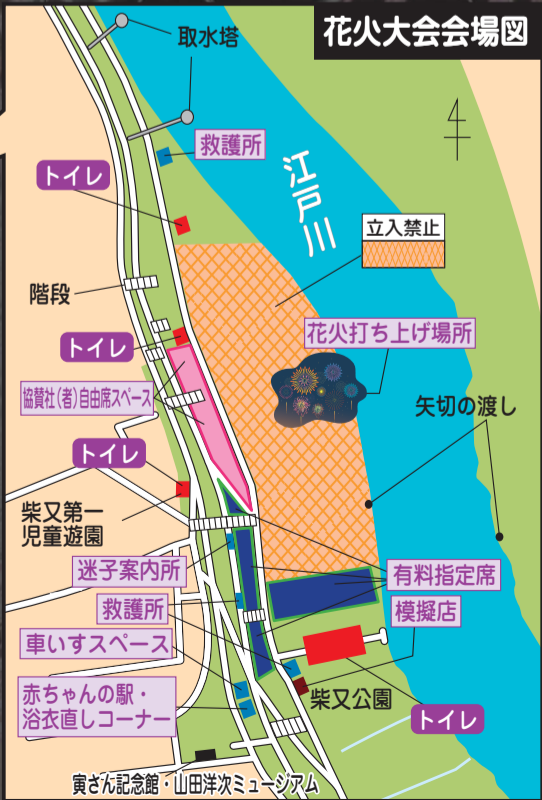 花火大会会場図
取水塔
救護所
トイレ
江戸川
立入禁止
階段
花火打ち上げ場所
トイレ
協賛社(者)自由席スペース
矢切の渡し
トイレ
柴又第一
児童遊園
迷子案内所
有料指定席
救護所
模擬店
車いすスペース
赤ちゃんの駅・
浴衣直しコーナー
柴又公園
トイレ
寅さん記念館・山田洋次ミュージアム